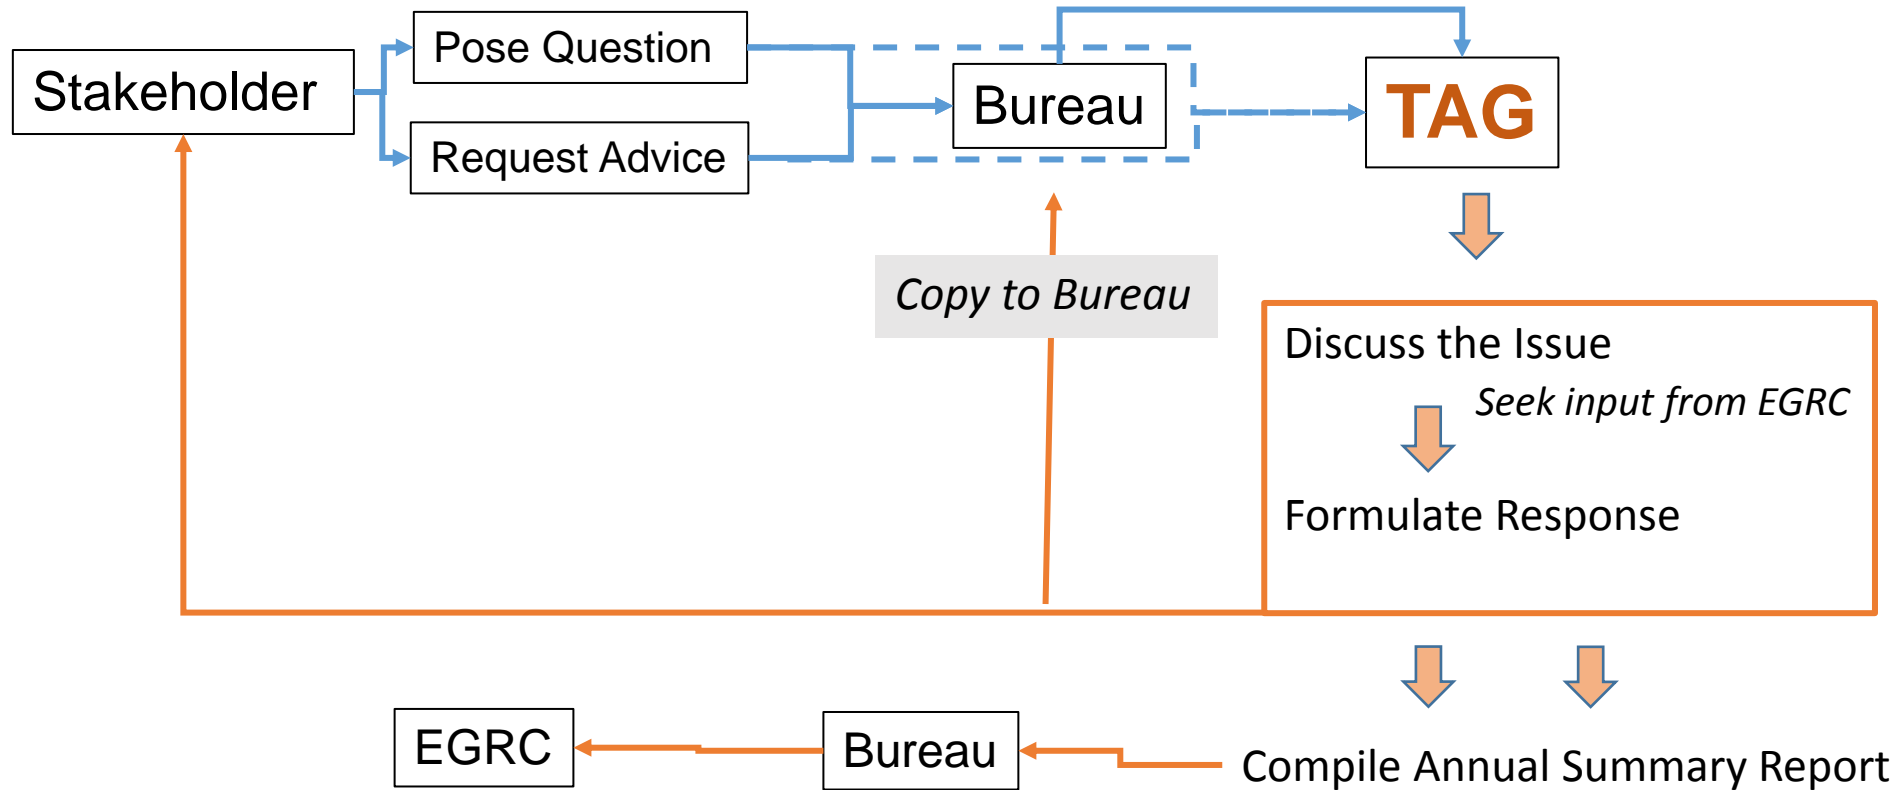 Pose Question
Stakeholder
Bureau
TAG
Request Advice
Copy to Bureau
Discuss the Issue
Seek input from EGRC
Formulate Response
EGRC
Bureau
Compile Annual Summary Report